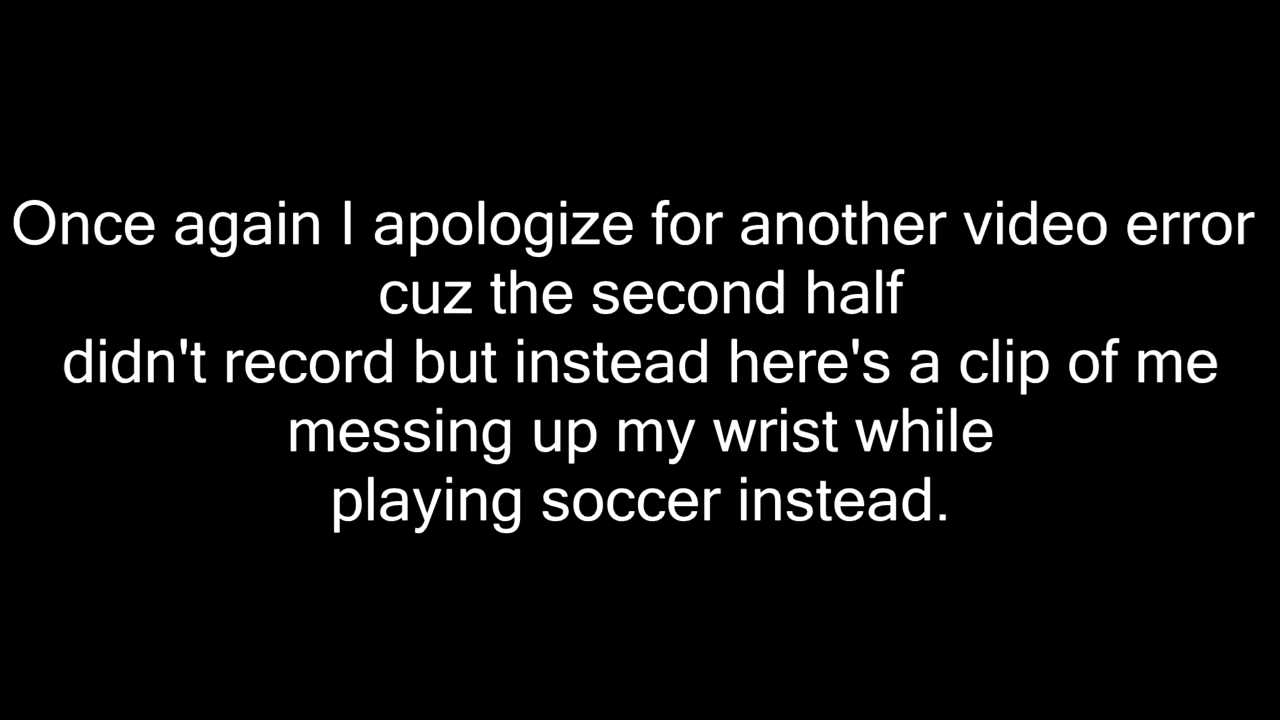 Once again I apologize for another video error
cuz the second half
didn't record but instead here's a clip of me
messing up my wrist while
playing soccer instead.